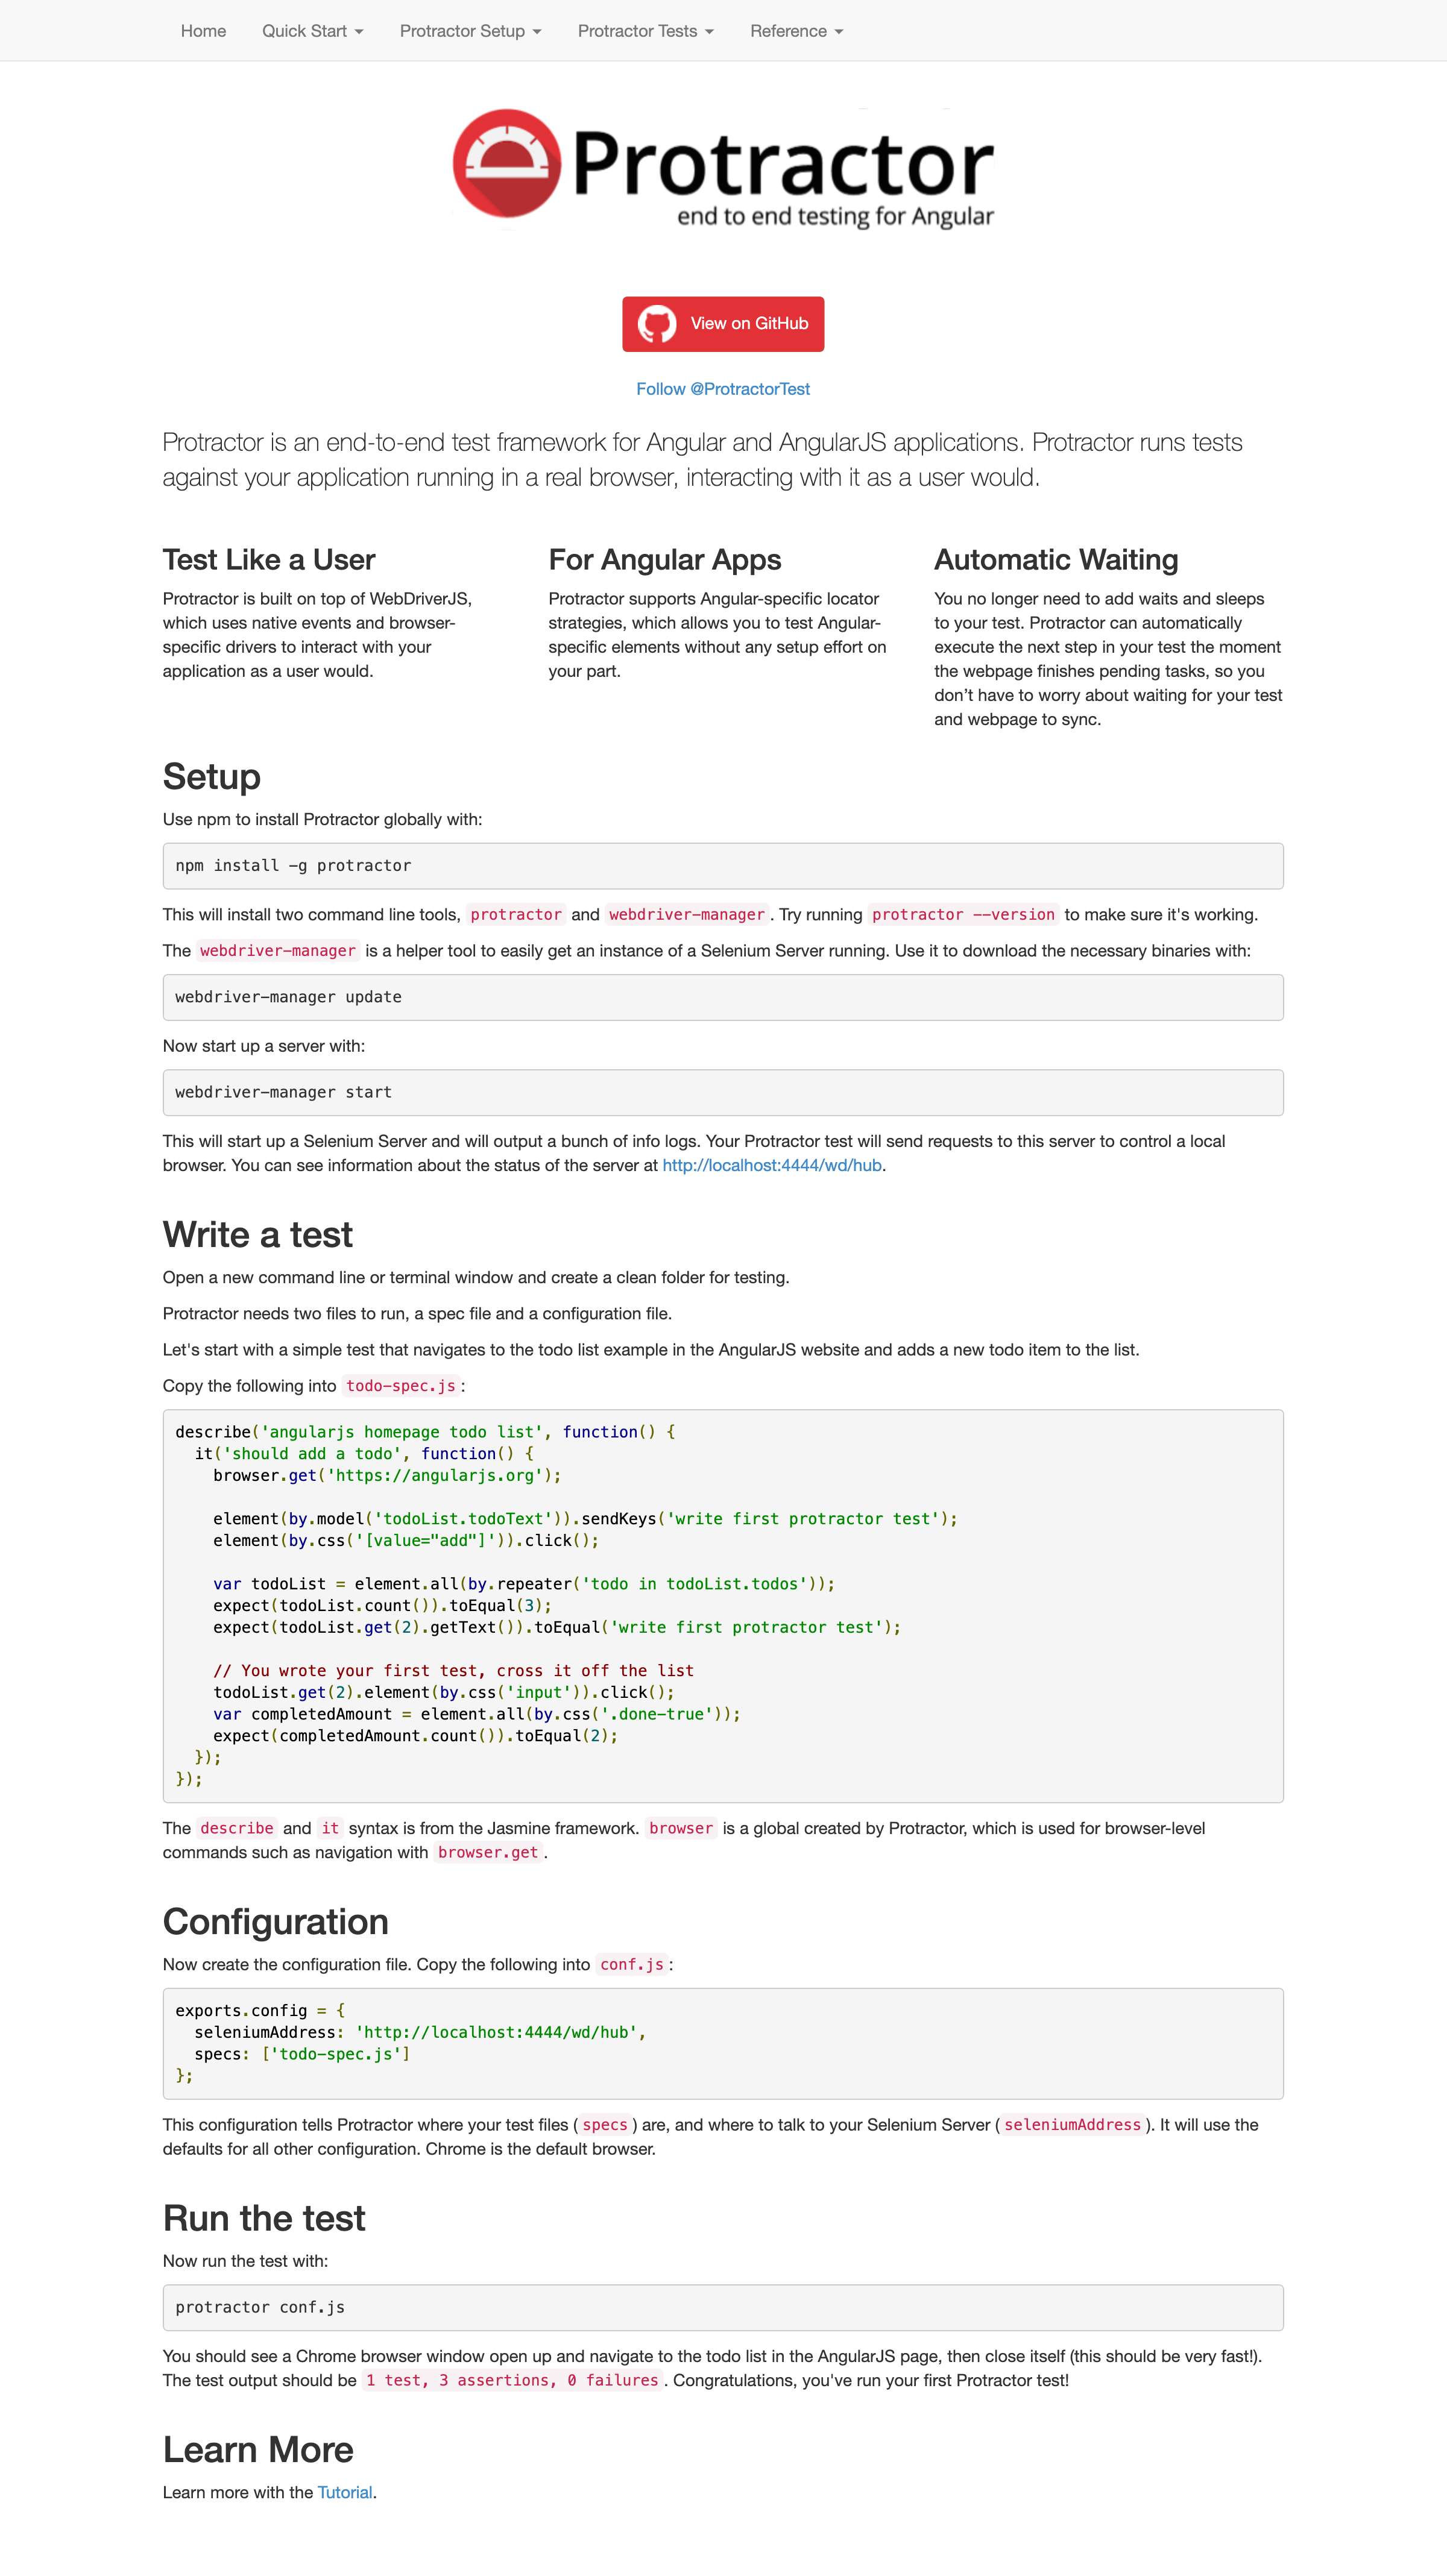 Home Quick Start Protractor Setup Protractor Tests Reference
Protractor
end to end testing for Angular
View on GitHub
Follow @ProtractorTest
Protractor is an end-to-end test framework for Angular and AngularJS applications. Protractor runs tests
against your application running in a real browser, interacting with it as a user would.
Test Like a User
Protractor is built on top of WebDriverJS,
which uses native events and browser-
specific drivers to interact with your
application as a user would.
For Angular Apps
Protractor supports Angular-specific locator
strategies, which allows you to test Angular-
specific elements without any setup effort on
your part.
Automatic Waiting
You no longer need to add waits and sleeps
to your test. Protractor can automatically
execute the next step in your test the moment
the webpage finishes pending tasks, so you
don’t have to worry about waiting for your test
and webpage to sync.
Setup
Use npm to install Protractor globally with:
npm install -g protractor
This will install two command line tools, protractor and webdriver-manager. Try running protractor --version to make sure it's working.
The webdriver-manager is a helper tool to easily get an instance of a Selenium Server running. Use it to download the necessary binaries with:
webdriver-manager update
Now start up a server with:
webdriver-manager start
This will start up a Selenium Server and will output a bunch of info logs. Your Protractor test will send requests to this server to control a local
browser. You can see information about the status of the server at http://localhost:4444/wd/hub.
Write a test
Open a new command line or terminal window and create a clean folder for testing.
Protractor needs two files to run, a spec file and a configuration file.
Let's start with a simple test that navigates to the todo list example in the AngularJS website and adds a new todo item to the list.
Copy the following into todo-spec.js:
describe('angularjs homepage todo list', function() {
  it('should add a todo', function() {
    browser.get('https://angularjs.org');

    element(by.model('todoList.todoText')).sendKeys('write first protractor test');
    element(by.css('[value="add"]')).click();

    var todoList = element.all(by.repeater('todo in todoList.todos'));
    expect(todoList.count()).toEqual(3);
    expect(todoList.get(2).getText()).toEqual('write first protractor test');

    // You wrote your first test, cross it off the list
    todoList.get(2).element(by.css('input')).click();
    var completedAmount = element.all(by.css('.done-true'));
    expect(completedAmount.count()).toEqual(2);
  });
});
The describe and it syntax is from the Jasmine framework. browser is a global created by Protractor, which is used for browser-level
commands such as navigation with browser.get.
Configuration
Now create the configuration file. Copy the following into conf.js:
exports.config = {
  seleniumAddress: 'http://localhost:4444/wd/hub',
  specs: ['todo-spec.js']
};
This configuration tells Protractor where your test files (specs) are, and where to talk to your Selenium Server (seleniumAddress). It will use the
defaults for all other configuration. Chrome is the default browser.
Run the test
Now run the test with:
protractor conf.js
You should see a Chrome browser window open up and navigate to the todo list in the AngularJS page, then close itself (this should be very fast!).
The test output should be 1 test, 3 assertions, 0 failures. Congratulations, you've run your first Protractor test!
Learn More
Learn more with the Tutorial.